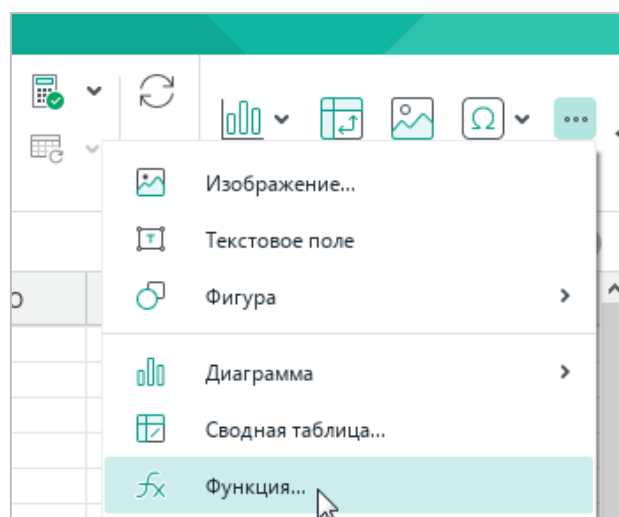 Изображение...
Текстовое поле
Фигура
Диаграмма
Сводная таблица...
Функция...